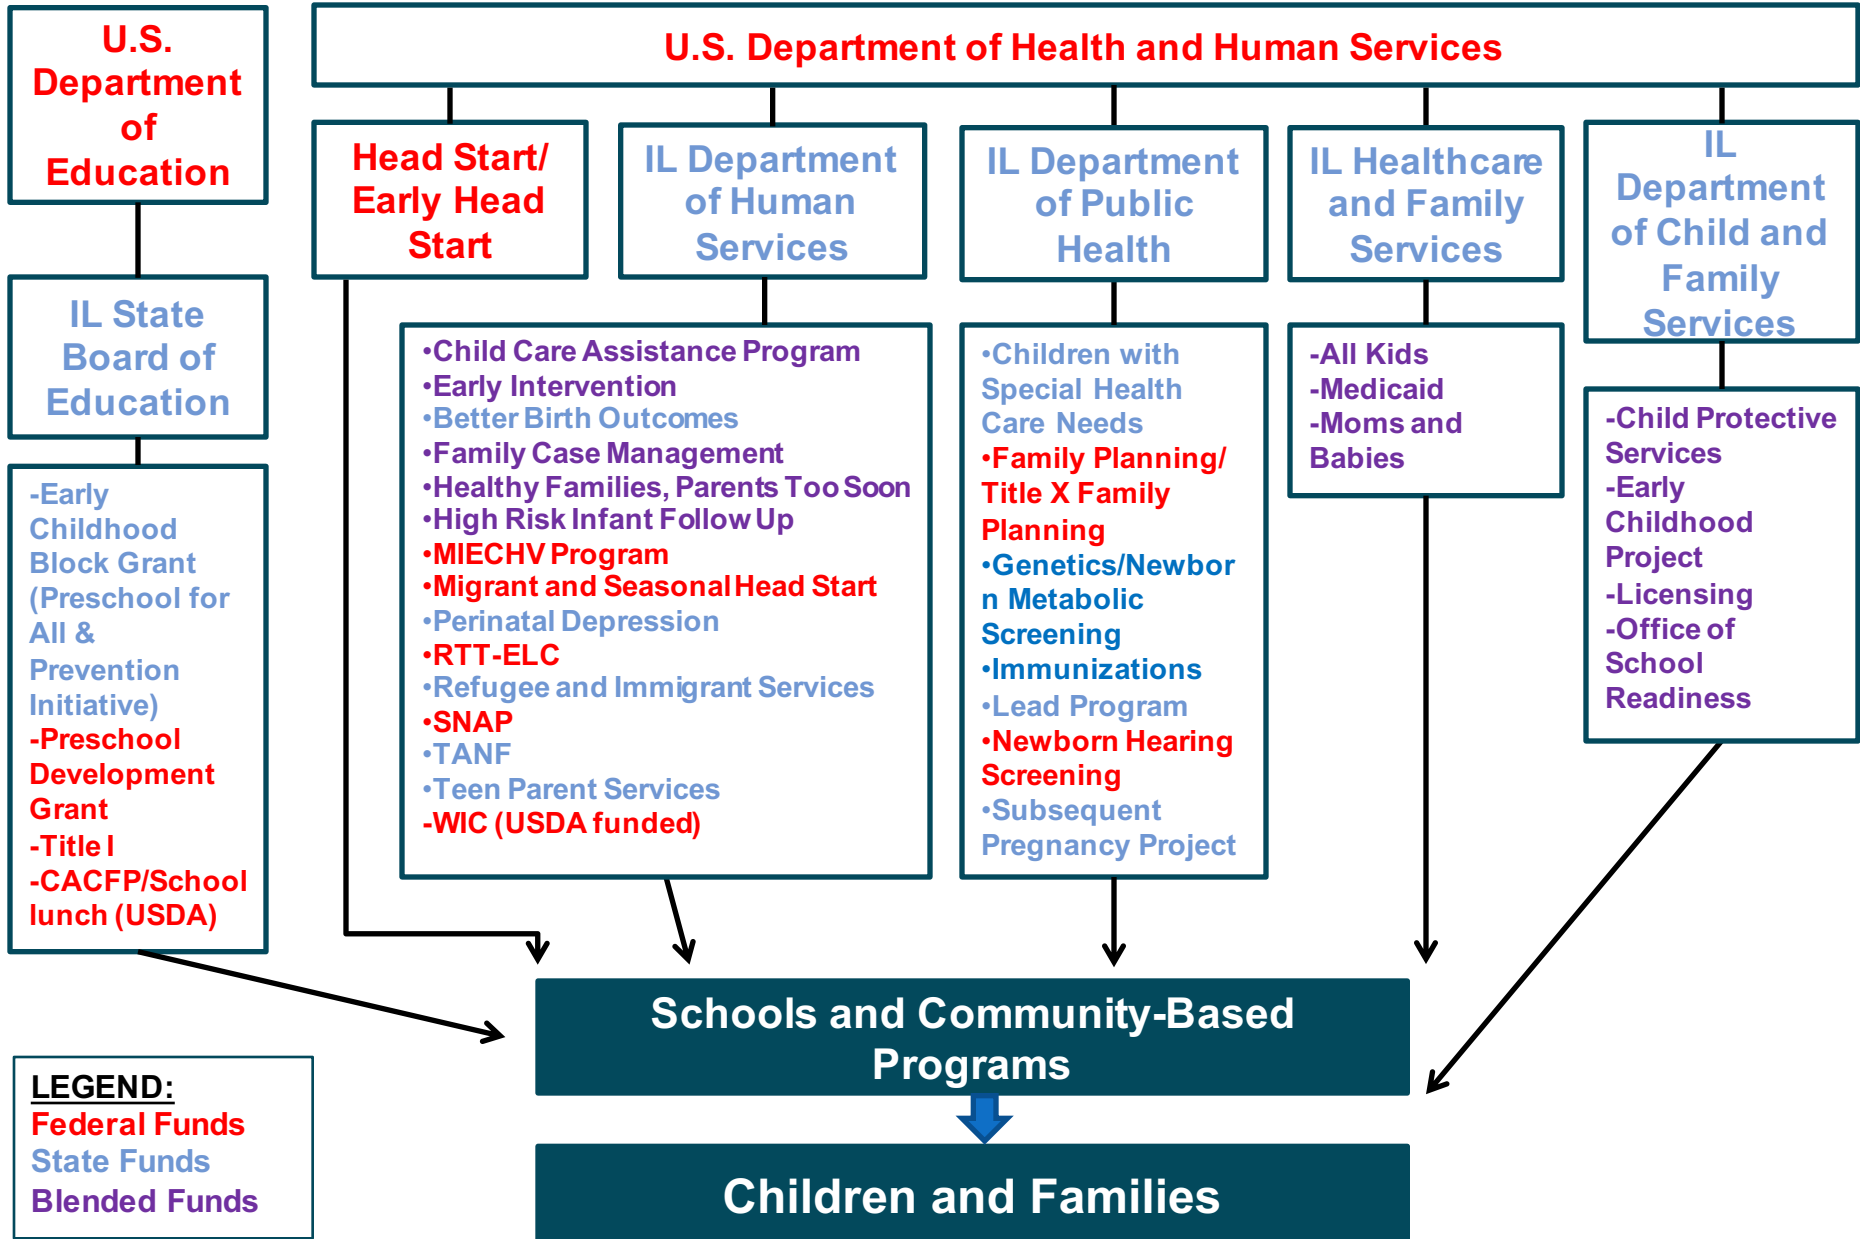 U.S.
Department
of
Education
U.S. Department of Health and Human Services
Head Start/
Early Head
Start
IL Department
of Human
Services
IL Department
of Public
Health
IL Healthcare
and Family
Services
IL
Department
of Child and
Family
Services
IL State
Board of
Education
-Early
Childhood
Block Grant
(Preschool for
All &
Prevention
Initiative)
-Preschool
Development
Grant
-Title I
-CACFP/School
lunch (USDA)
•Child Care Assistance Program
•Early Intervention
•Better Birth Outcomes
•Family Case Management
•Healthy Families, Parents Too Soon
•High Risk Infant Follow Up
•MIECHV Program
•Migrant and Seasonal Head Start
•Perinatal Depression
•RTT-ELC
•Refugee and Immigrant Services
•SNAP
•TANF
•Teen Parent Services
-WIC (USDA funded)
•Children with
Special Health
Care Needs
•Family Planning/
Title X Family
Planning
•Genetics/Newbor
n Metabolic
Screening
•Immunizations
•Lead Program
•Newborn Hearing
Screening
•Subsequent
Pregnancy Project
-All Kids
-Medicaid
-Moms and
Babies
-Child Protective
Services
-Early
Childhood
Project
-Licensing
-Office of
School
Readiness
Schools and Community-Based
Programs
Children and Families
LEGEND:
Federal Funds
State Funds
Blended Funds